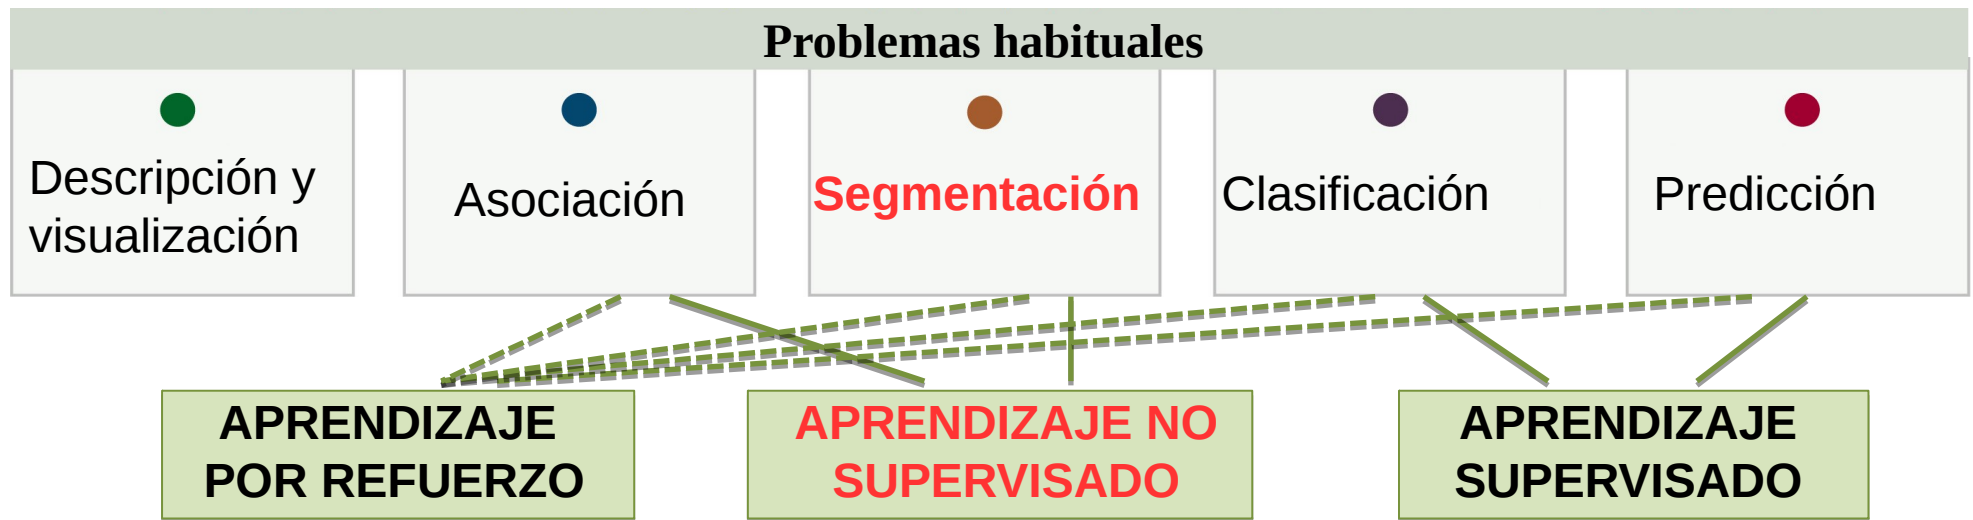 Problemas habituales
Descripción y
visualización
Asociación
Segmentación
Clasificación
Predicción
APRENDIZAJE
POR REFUERZO
APRENDIZAJE NO
SUPERVISADO
APRENDIZAJE
SUPERVISADO